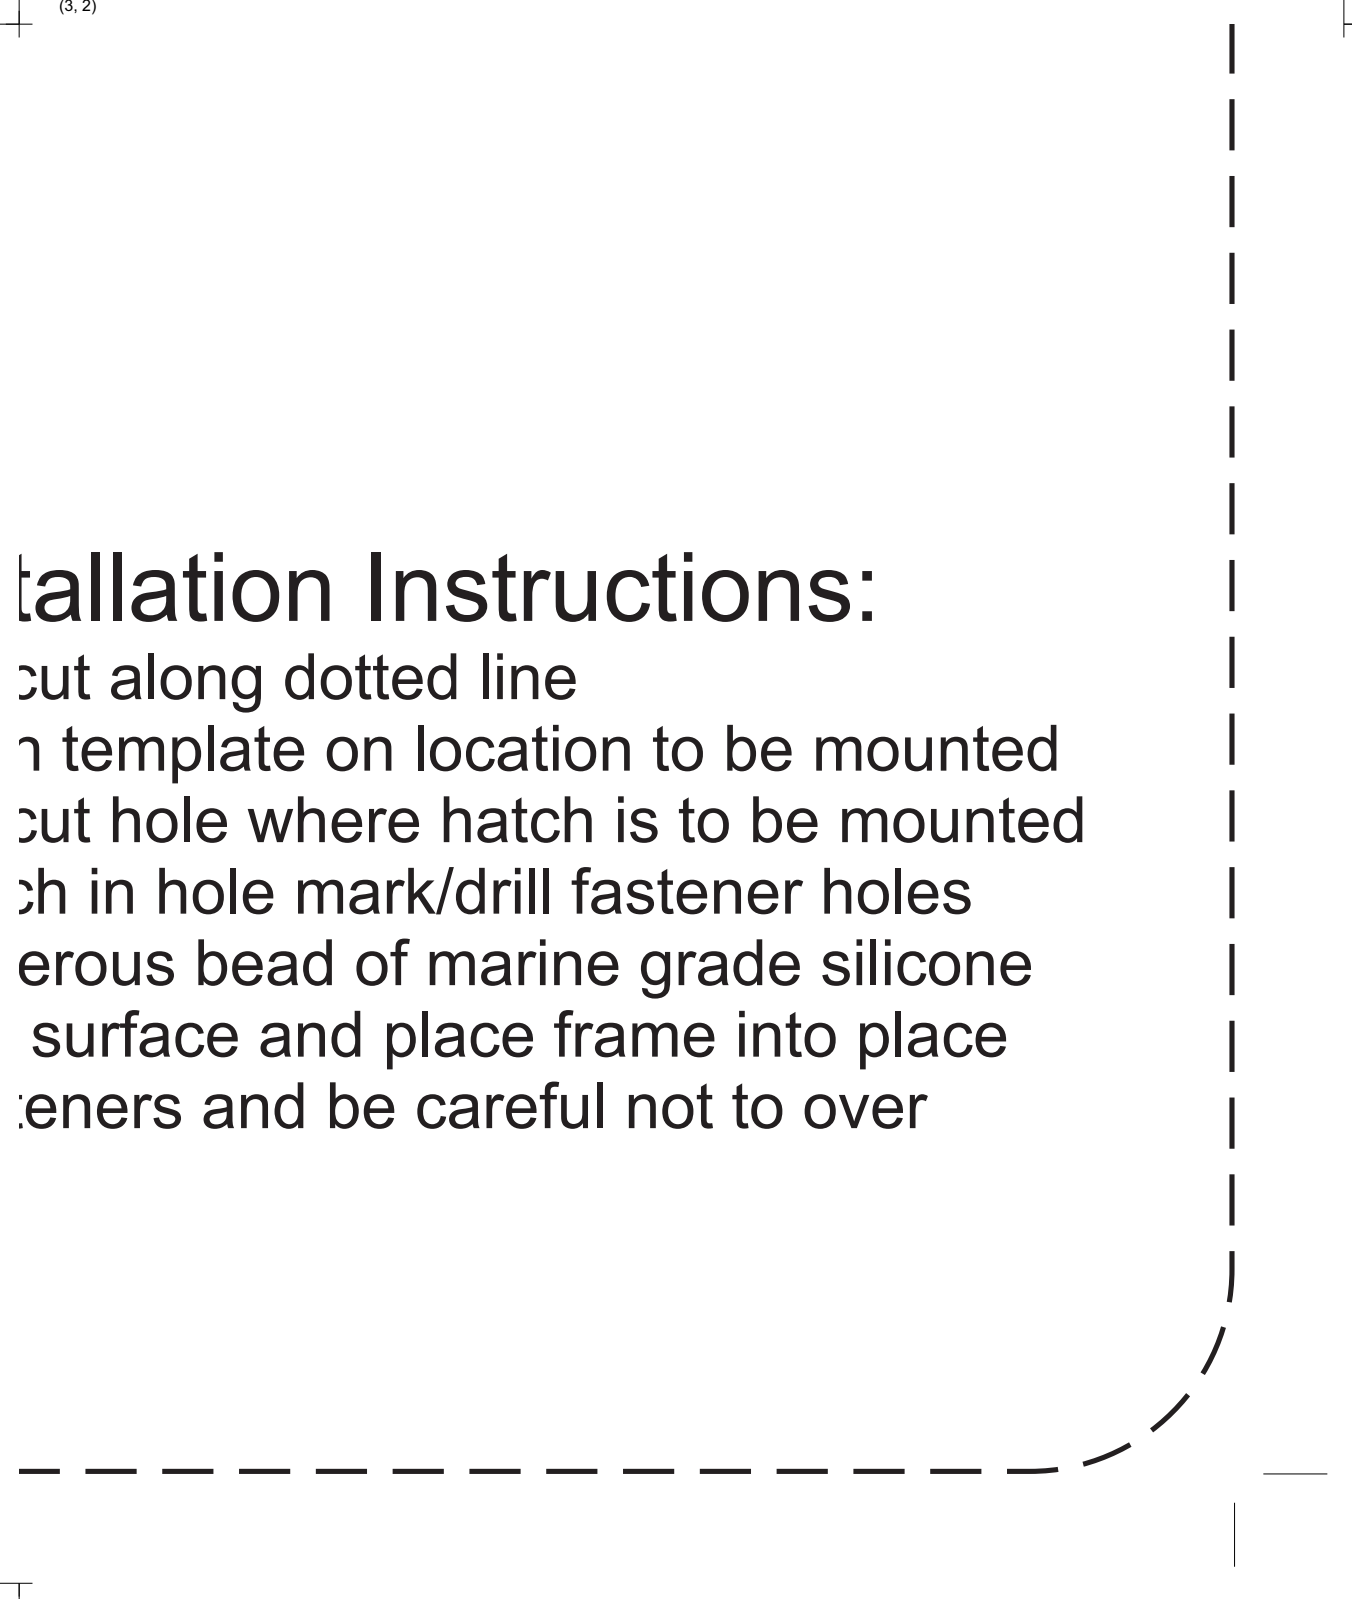 (3, 2)
tallation Instructions:
cut along dotted line
template on location to be mounted
cut hole where hatch is to be mounted
ch in hole mark/drill fastener holes
erous bead of marine grade silicone
surface and place frame into place
teners and be careful not to over